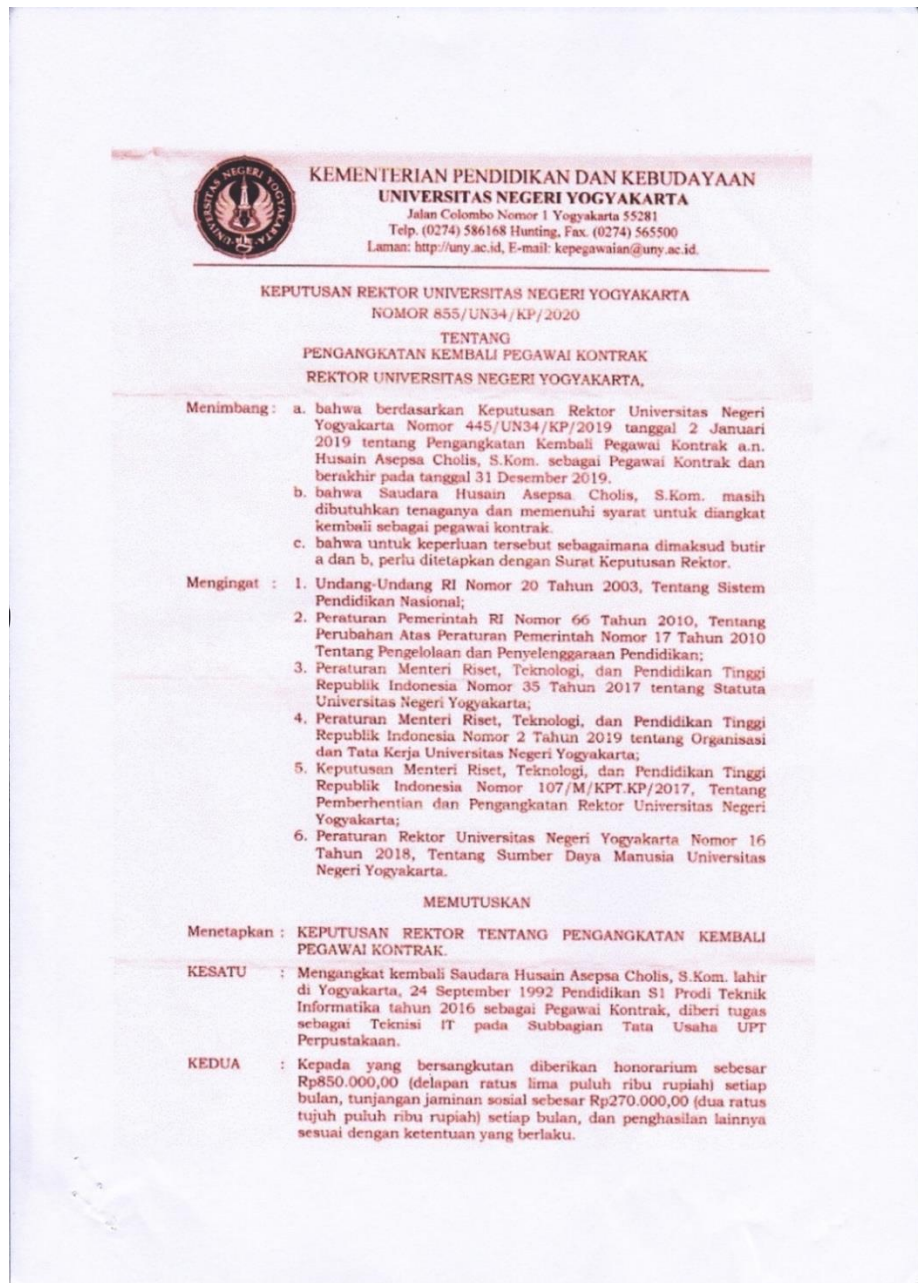 KEMENTERIAN PENDIDIKAN DAN KEBUDAYAAN
UNIVERSITAS NEGERI YOGYAKARTA
Jalan Colombo Nomor 1 Yogyakarta 55281
Telp. (0274) 586168 Hunting, Fax. (0274) 565500
Laman: http://uny.ac.id, E-mail: kepegawaian@uny.ac.id.
UNIVERSITAS NEGERI YOGYAKARTA
KEPUTUSAN REKTOR UNIVERSITAS NEGERI YOGYAKARTA
NOMOR 855/UN34/KP/2020
TENTANG
PENGANGKATAN KEMBALI PEGAWAI KONTRAK
REKTOR UNIVERSITAS NEGERI YOGYAKARTA,
Menimbang : a. bahwa berdasarkan Keputusan Rektor Universitas Negeri
Yogyakarta Nomor 445/UN34/KP/2019 tanggal 2 Januari
2019 tentang Pengangkatan Kembali Pegawai Kontrak a.n.
Husain Asepsa Cholis, S.Kom. sebagai Pegawai Kontrak dan
berakhir pada tanggal 31 Desember 2019.
b. bahwa Saudara Husain Asepsa Cholis, S.Kom. masih
dibutuhkan tenaganya dan memenuhi syarat untuk diangkat
kembali sebagai pegawai kontrak.
c. bahwa untuk keperluan tersebut sebagaimana dimaksud butir
a dan b, perlu ditetapkan dengan Surat Keputusan Rektor.
Mengingat : 1. Undang-Undang RI Nomor 20 Tahun 2003, Tentang Sistem
Pendidikan Nasional;
2. Peraturan Pemerintah RI Nomor 66 Tahun 2010, Tentang
Perubahan Atas Peraturan Pemerintah Nomor 17 Tahun 2010
Tentang Pengelolaan dan Penyelenggaraan Pendidikan;
3. Peraturan Menteri Riset, Teknologi, dan Pendidikan Tinggi
Republik Indonesia Nomor 35 Tahun 2017 tentang Statuta
Universitas Negeri Yogyakarta;
4. Peraturan Menteri Riset, Teknologi, dan Pendidikan Tinggi
Republik Indonesia Nomor 2 Tahun 2019 tentang Organisasi
dan Tata Kerja Universitas Negeri Yogyakarta;
5. Keputusan Menteri Riset, Teknologi, dan Pendidikan Tinggi
Republik Indonesia Nomor 107/M/KPT.KP/2017, Tentang
Pemberhentian dan Pengangkatan Rektor Universitas Negeri
Yogyakarta;
6. Peraturan Rektor Universitas Negeri Yogyakarta Nomor 16
Tahun 2018, Tentang Sumber Daya Manusia Universitas
Negeri Yogyakarta.
MEMUTUSKAN
Menetapkan : KEPUTUSAN REKTOR TENTANG PENGANGKATAN KEMBALI
PEGAWAI KONTRAK.
KESATU : Mengangkat kembali Saudara Husain Asepsa Cholis, S.Kom. lahir
di Yogyakarta, 24 September 1992 Pendidikan S1 Prodi Teknik
Informatika tahun 2016 sebagai Pegawai Kontrak, diberi tugas
sebagai Teknisi IT pada Subbagian Tata Usaha UPT
Perpustakaan.
KEDUA : Kepada yang bersangkutan diberikan honorarium sebesar
Rp850.000,00 (delapan ratus lima puluh ribu rupiah) setiap
bulan, tunjangan jaminan sosial sebesar Rp270.000,00 (dua ratus
tujuh puluh ribu rupiah) setiap bulan, dan penghasilan lainnya
sesuai dengan ketentuan yang berlaku.